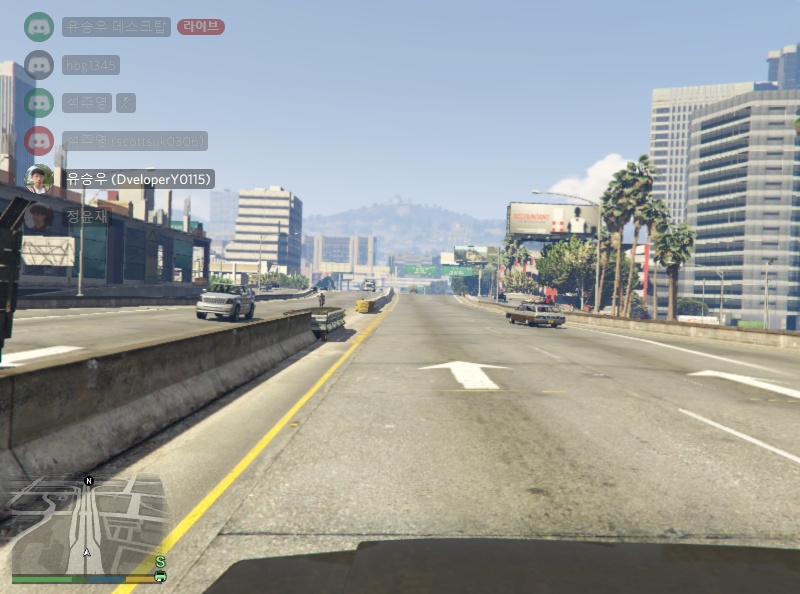 유승우 데스크탑 라이브
hbg1345
석주영
석주영 (scottsuk0306)
유승우 (DveloperY0115)
정윤재
N
S